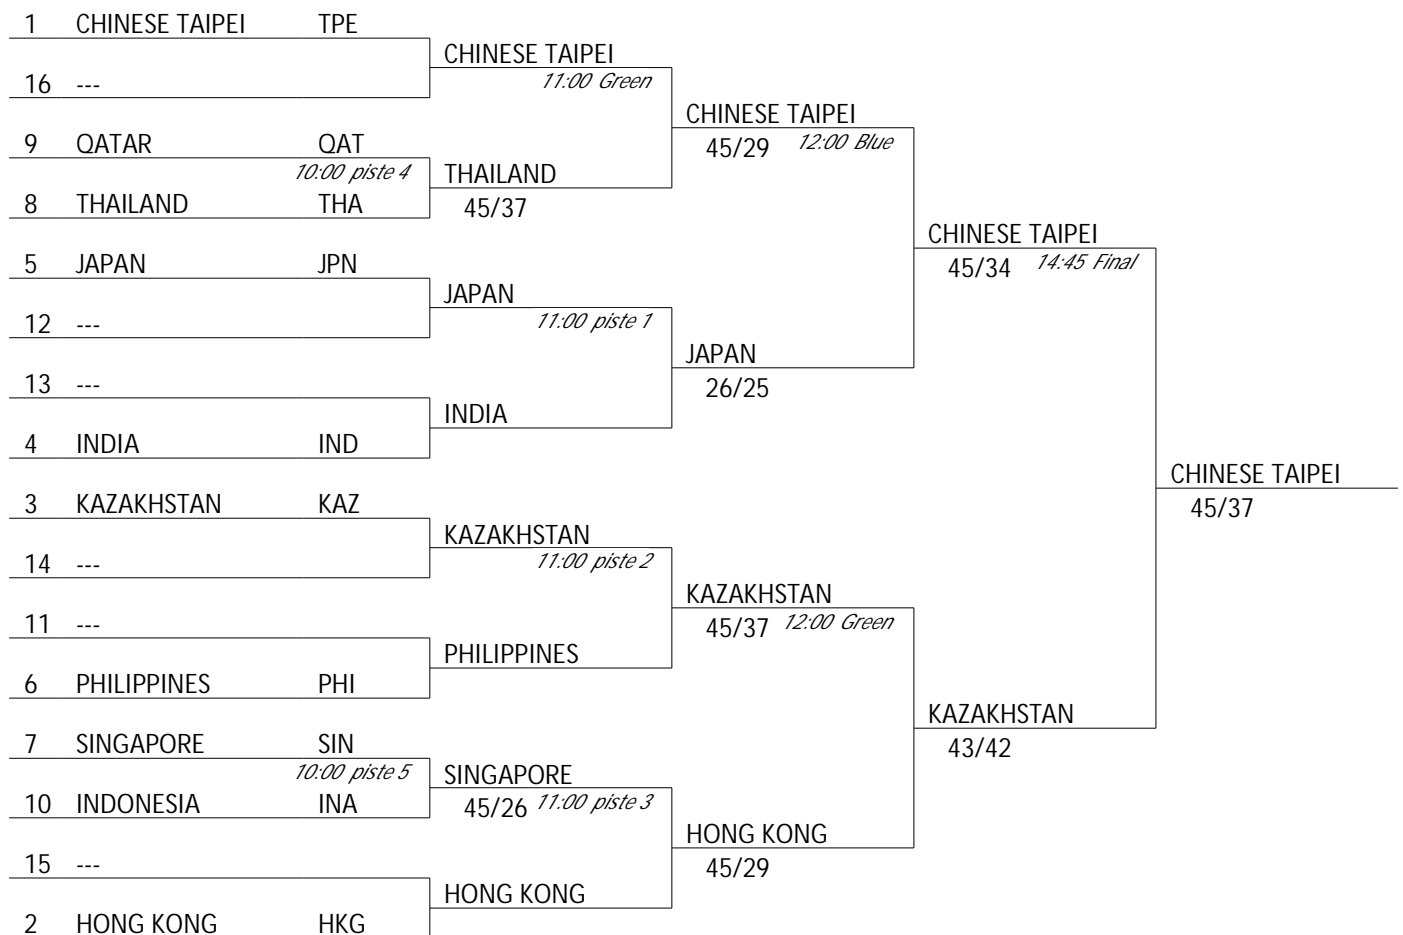 1 CHINESE TAIPEI TPE
CHINESE TAIPEI
16 ---
11:00 Green
CHINESE TAIPEI
9 QATAR QAT
45/29 12:00 Blue
10:00 piste 4
THAILAND
8 THAILAND THA
45/37
CHINESE TAIPEI
5 JAPAN JPN
45/34 14:45 Final
JAPAN
12 ---
11:00 piste 1
JAPAN
13 ---
26/25
INDIA
4 INDIA IND
CHINESE TAIPEI
3 KAZAKHSTAN KAZ
45/37
KAZAKHSTAN
14 ---
11:00 piste 2
KAZAKHSTAN
11 ---
45/37 12:00 Green
PHILIPPINES
6 PHILIPPINES PHI
KAZAKHSTAN
7 SINGAPORE SIN
43/42
10:00 piste 5
SINGAPORE
10 INDONESIA INA
45/26 11:00 piste 3
HONG KONG
15 ---
45/29
HONG KONG
2 HONG KONG HKG